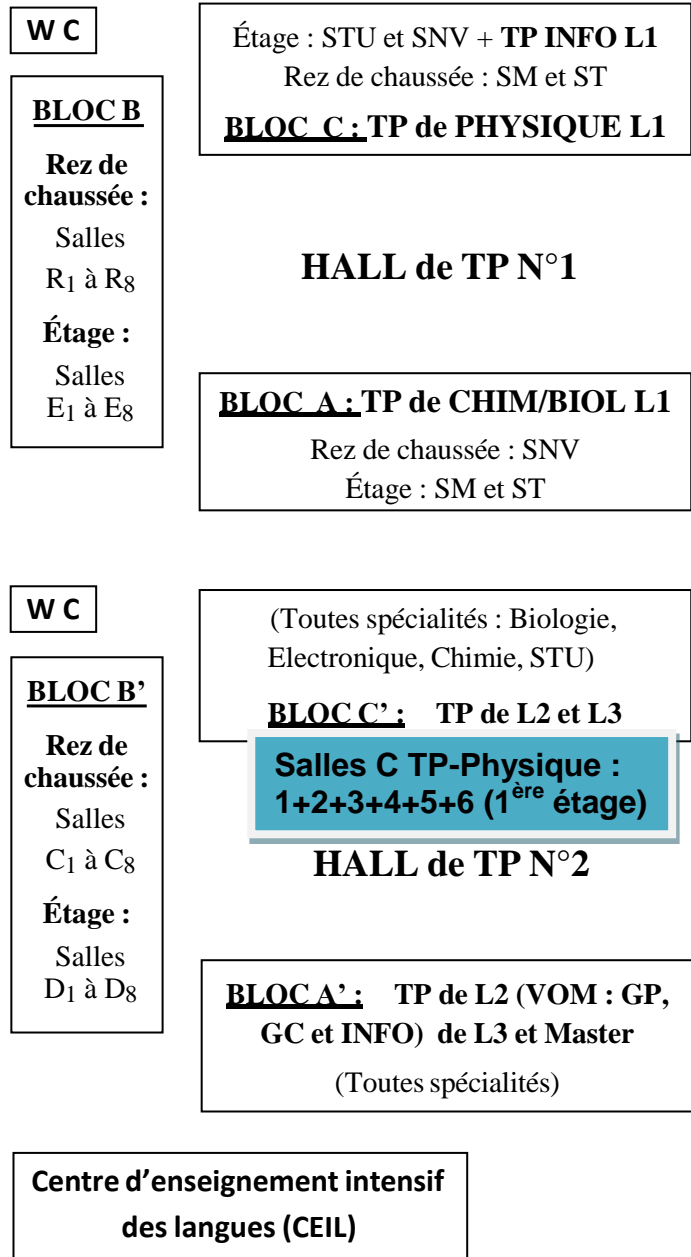 W C
Étage : STU et SNV + TP INFO L1
Rez de chaussée : SM et ST
BLOC C : TP de PHYSIQUE L1
BLOC B
Rez de
chaussée :
Salles
R1 à R8
Étage :
Salles
E1 à E8
HALL de TP N°1
BLOC A : TP de CHIM/BIOL L1
Rez de chaussée : SNV
Étage : SM et ST
W C
(Toutes spécialités : Biologie,
Electronique, Chimie, STU)
BLOC C’ : TP de L2 et L3
Salles C TP-Physique :
1+2+3+4+5+6 (1ère étage)
BLOC B’
Rez de
chaussée :
Salles
C1 à C8
Étage :
Salles
D1 à D8
HALL de TP N°2
BLOC A’ : TP de L2 (VOM : GP,
GC et INFO) de L3 et Master
(Toutes spécialités)
Centre d’enseignement intensif
des langues (CEIL)